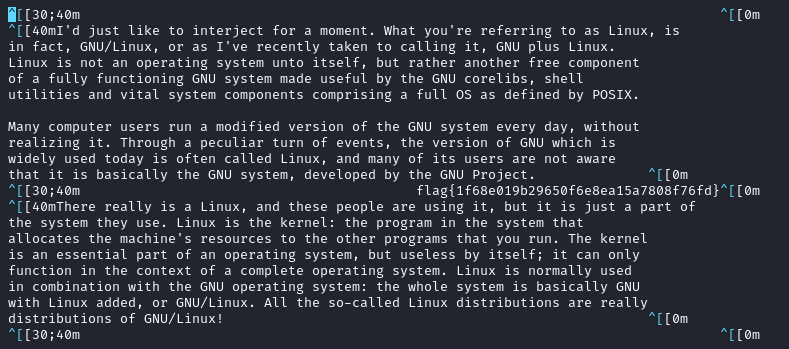 ^[[30;40m ^[[0m
^[[40mI'd just like to interject for a moment. What you're referring to as Linux, is
in fact, GNU/Linux, or as I've recently taken to calling it, GNU plus Linux.
Linux is not an operating system unto itself, but rather another free component
of a fully functioning GNU system made useful by the GNU corelibs, shell
utilities and vital system components comprising a full OS as defined by POSIX.

Many computer users run a modified version of the GNU system every day, without
realizing it. Through a peculiar turn of events, the version of GNU which is
widely used today is often called Linux, and many of its users are not aware
that it is basically the GNU system, developed by the GNU Project. ^[[0m
^[[30;40m flag{1f68e019b29650f6e8ea15a7808f76fd}^[[0m
^[[40mThere really is a Linux, and these people are using it, but it is just a part of
the system they use. Linux is the kernel: the program in the system that
allocates the machine's resources to the other programs that you run. The kernel
is an essential part of an operating system, but useless by itself; it can only
function in the context of a complete operating system. Linux is normally used
in combination with the GNU operating system: the whole system is basically GNU
with Linux added, or GNU/Linux. All the so-called Linux distributions are really
distributions of GNU/Linux! ^[[0m
^[[30;40m ^[[0m